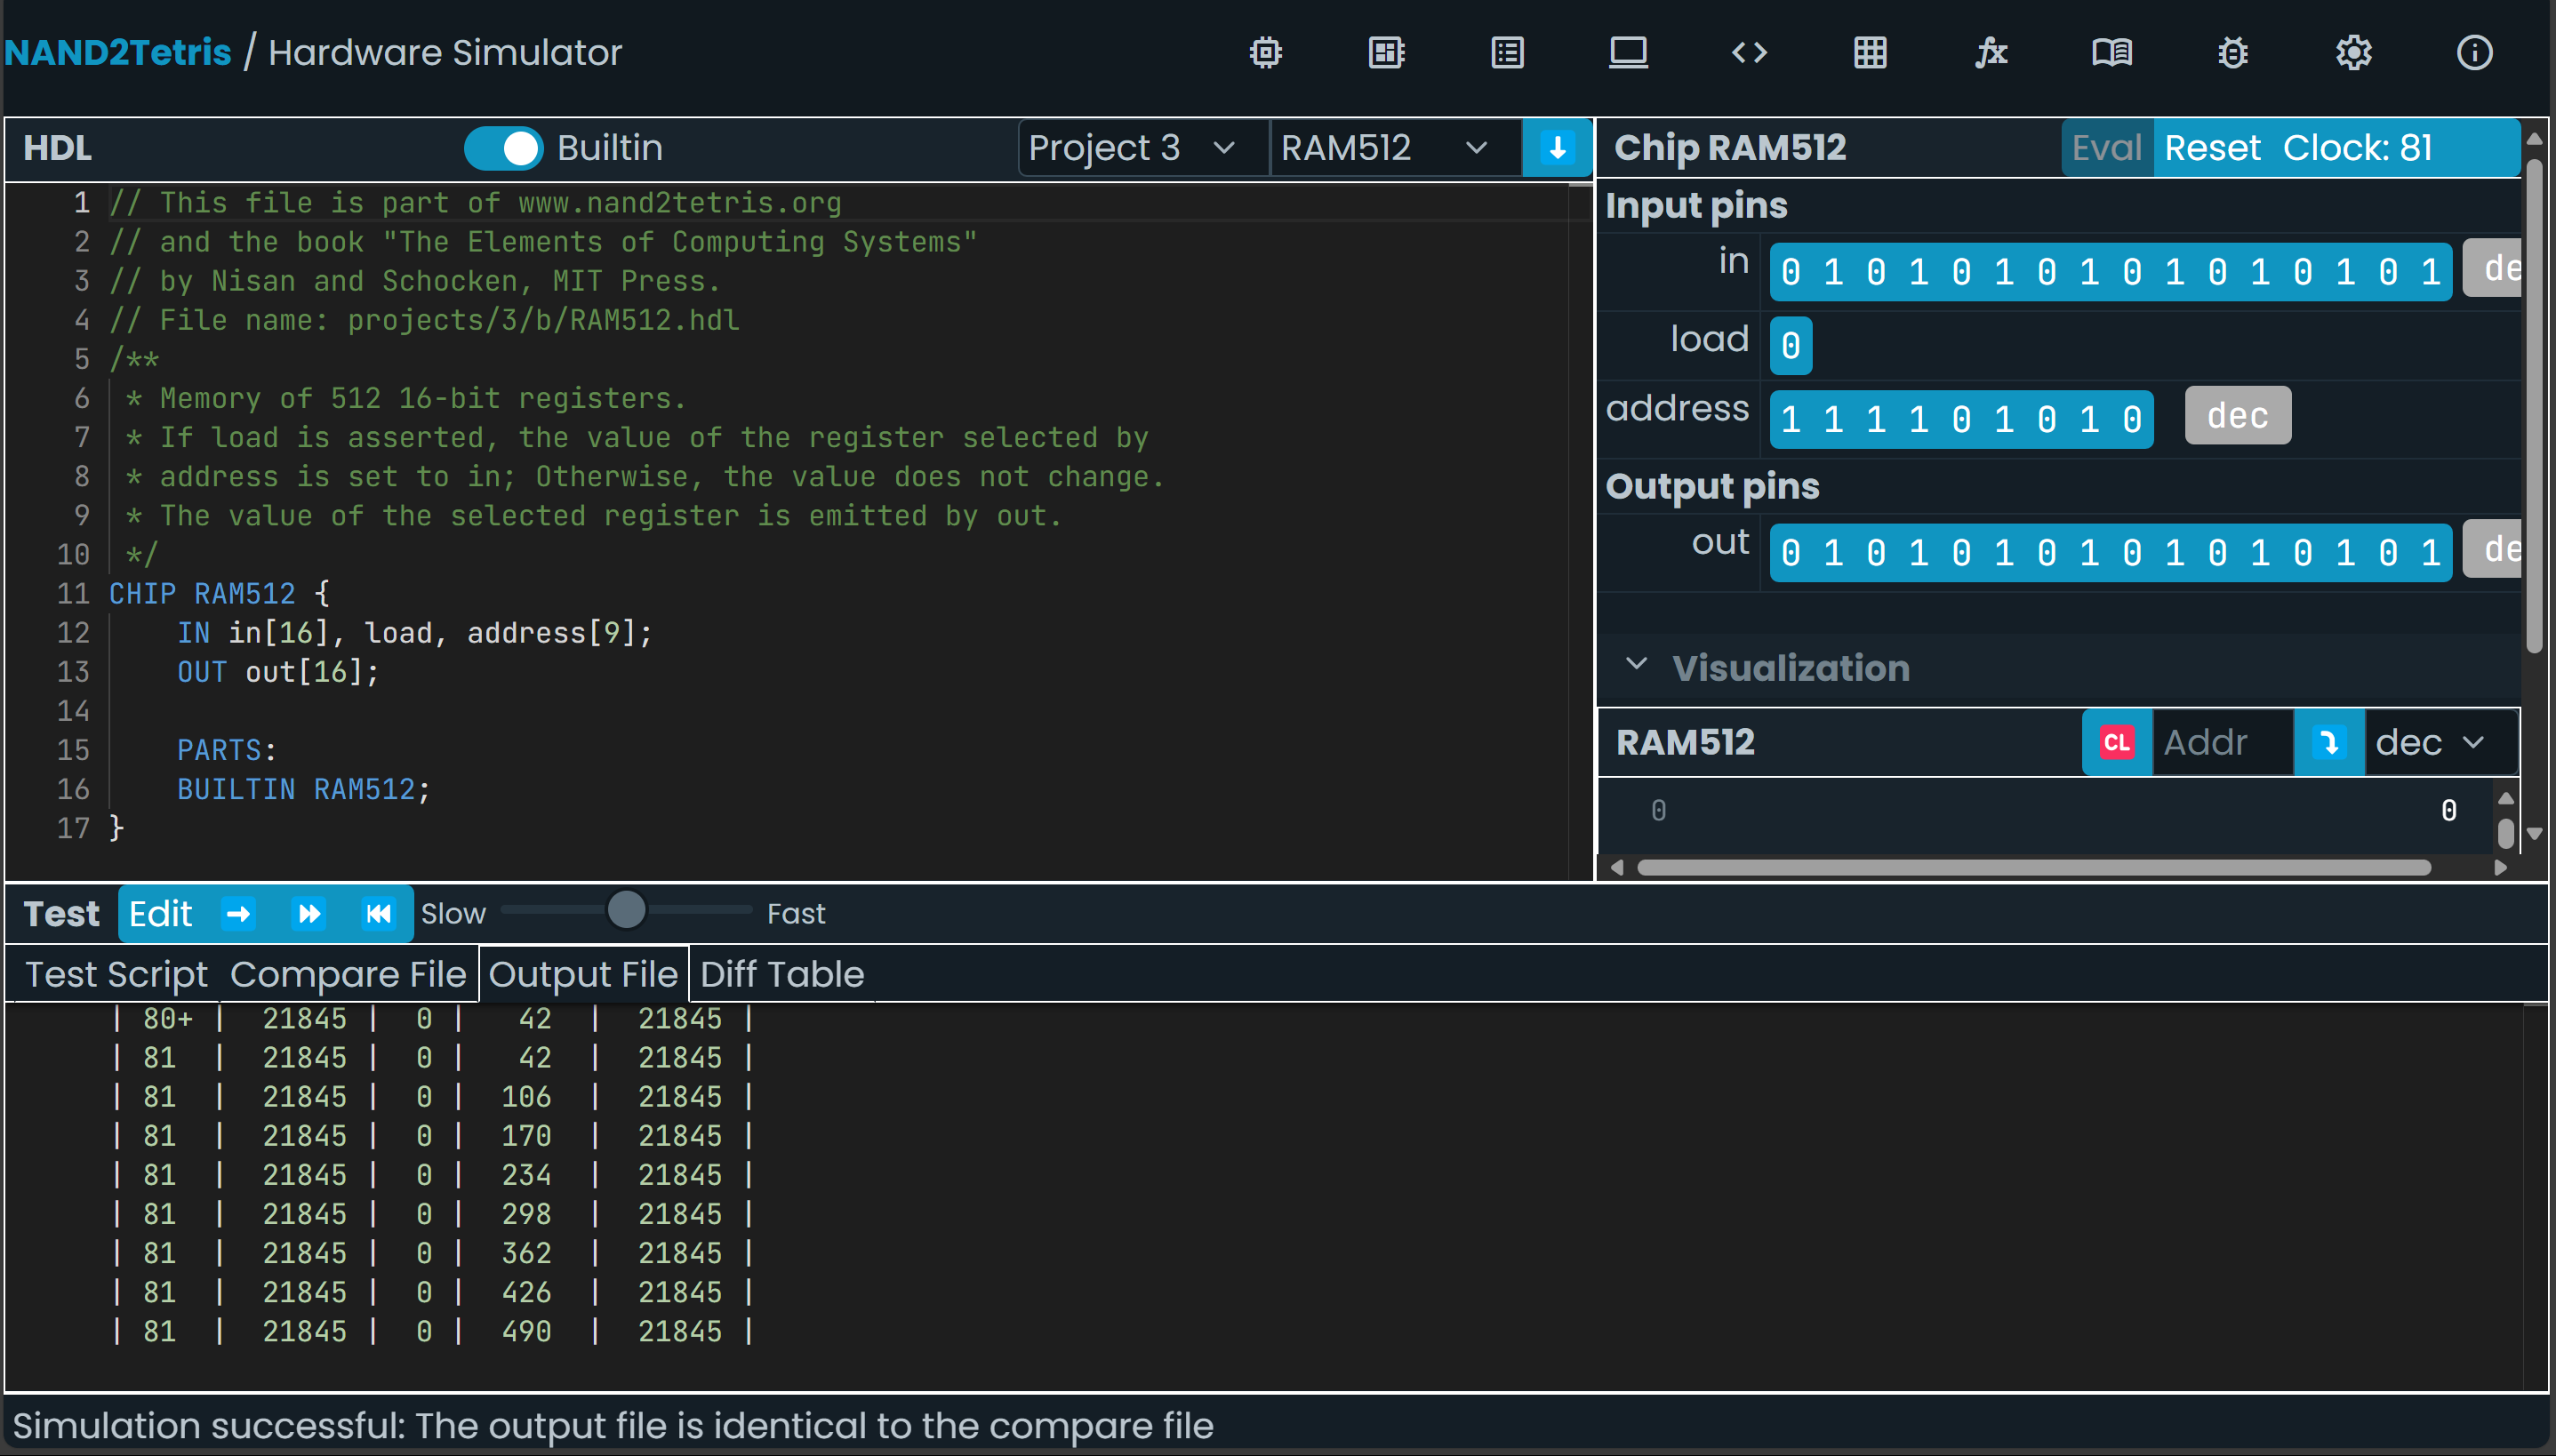 NAND2Tetris / Hardware Simulator
HDL Builtin Project 3 RAM512
1 // This file is part of www.nand2tetris.org
2 // and the book "The Elements of Computing Systems"
3 // by Nisan and Schocken, MIT Press.
4 // File name: projects/3/b/RAM512.hdl
5 /**
6 * Memory of 512 16-bit registers.
7 * If load is asserted, the value of the register selected by
8 * address is set to in; Otherwise, the value does not change.
9 * The value of the selected register is emitted by out.
10 */
11 CHIP RAM512 {
12 IN in[16], load, address[9];
13 OUT out[16];
14
15 PARTS:
16 BUILTIN RAM512;
17 }
Chip RAM512 Eval Reset Clock: 81
Input pins
in 0 1 0 1 0 1 0 1 0 1 0 1 0 1 0 1 de
load 0
address 1 1 1 1 0 1 0 1 0 dec
Output pins
out 0 1 0 1 0 1 0 1 0 1 0 1 0 1 0 1 de
Visualization
RAM512 CL Addr dec
0 0
Test Edit Slow Fast
Test Script Compare File Output File Diff Table
| 80+ | 21845 | 0 | 42 | 21845 |
| 81 | 21845 | 0 | 42 | 21845 |
| 81 | 21845 | 0 | 106 | 21845 |
| 81 | 21845 | 0 | 170 | 21845 |
| 81 | 21845 | 0 | 234 | 21845 |
| 81 | 21845 | 0 | 298 | 21845 |
| 81 | 21845 | 0 | 362 | 21845 |
| 81 | 21845 | 0 | 426 | 21845 |
| 81 | 21845 | 0 | 490 | 21845 |
Simulation successful: The output file is identical to the compare file